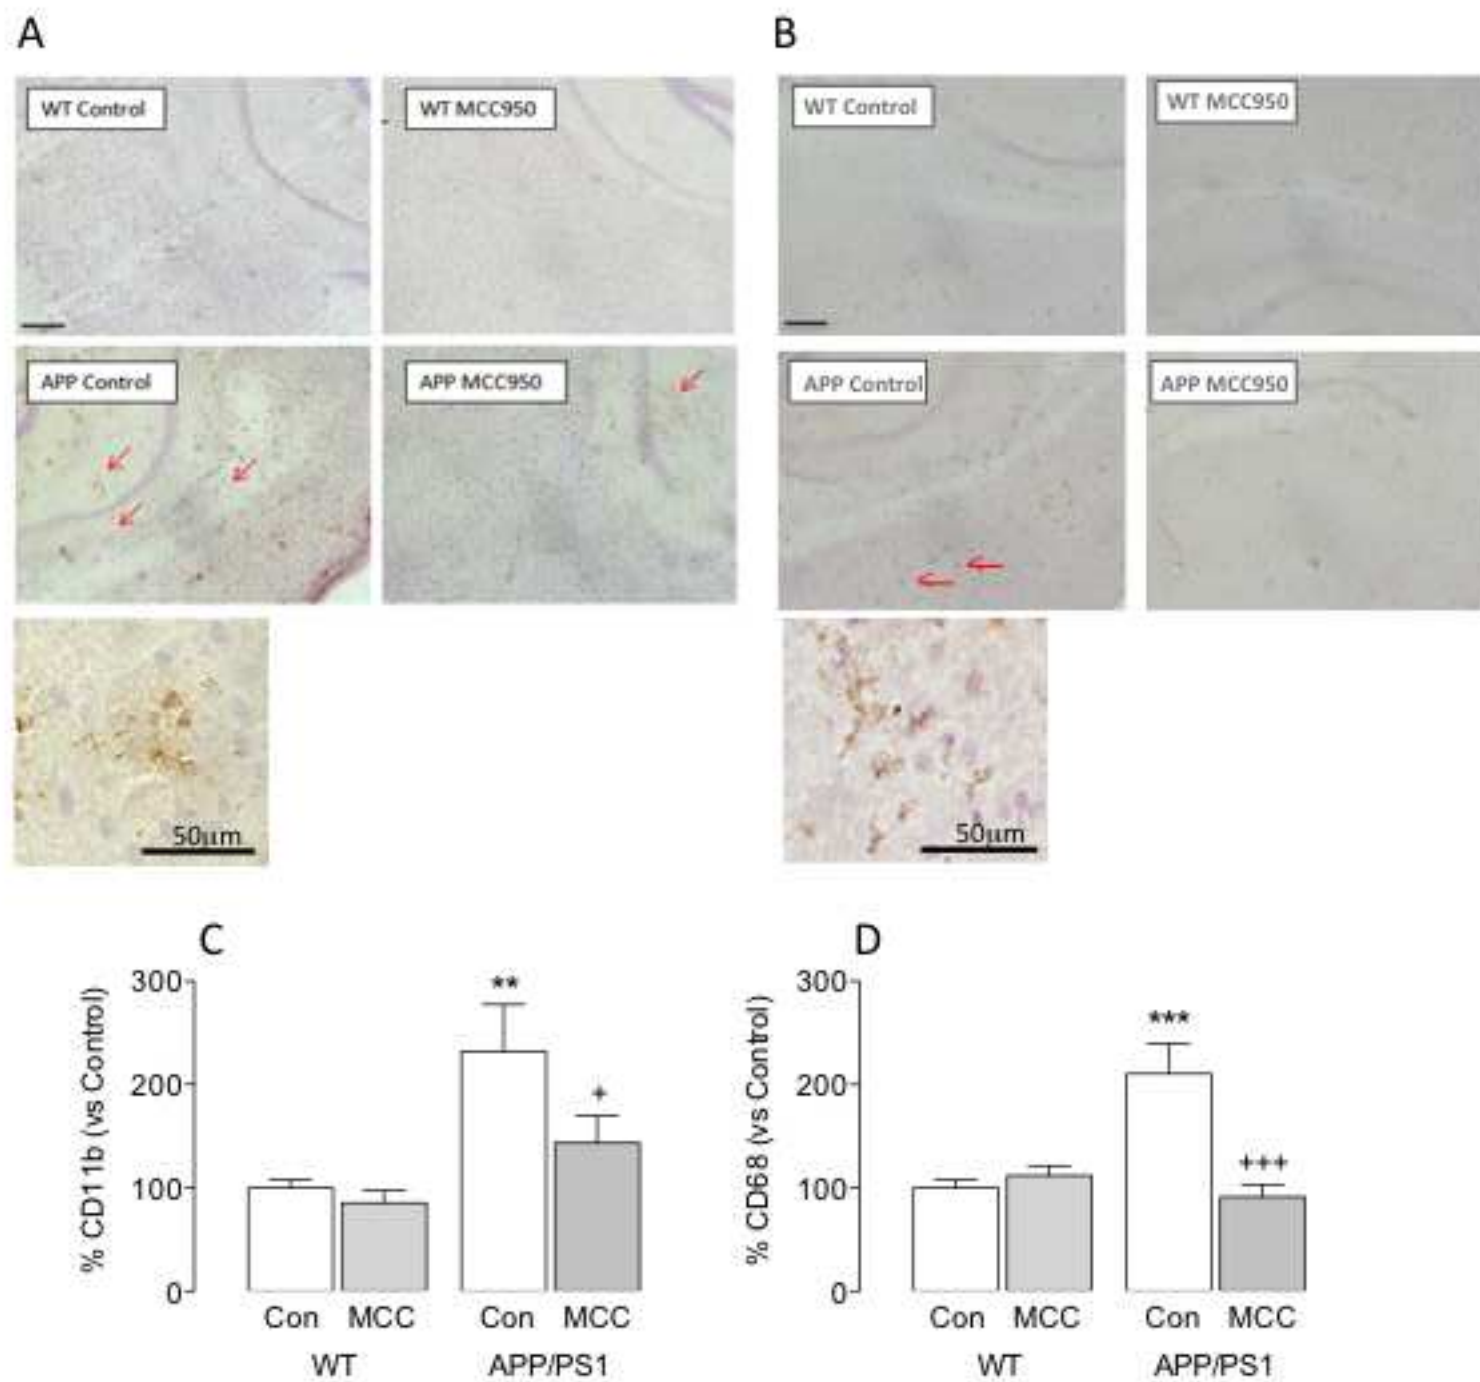 A
B
WT Control
WT MCC950
WT Control
WT MCC950
APP Control
APP MCC950
APP Control
APP MCC950
50μm
50μm
C
% CD11b (vs Control)
300
200
100
0
**
+
Con MCC Con MCC
WT APP/PS1
D
% CD68 (vs Control)
300
200
100
0
***
+++
Con MCC Con MCC
WT APP/PS1